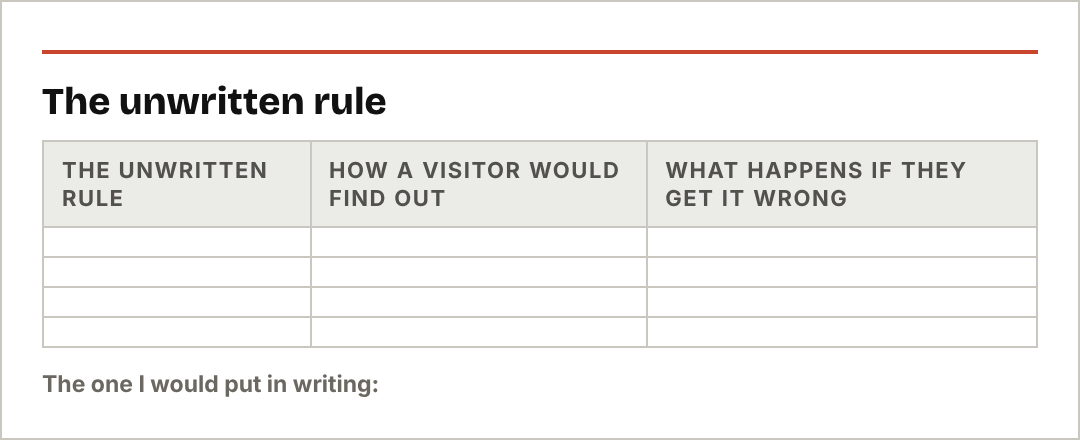 The unwritten rule
THE UNWRITTEN
RULE
HOW A VISITOR WOULD
FIND OUT
WHAT HAPPENS IF THEY
GET IT WRONG
The one I would put in writing: